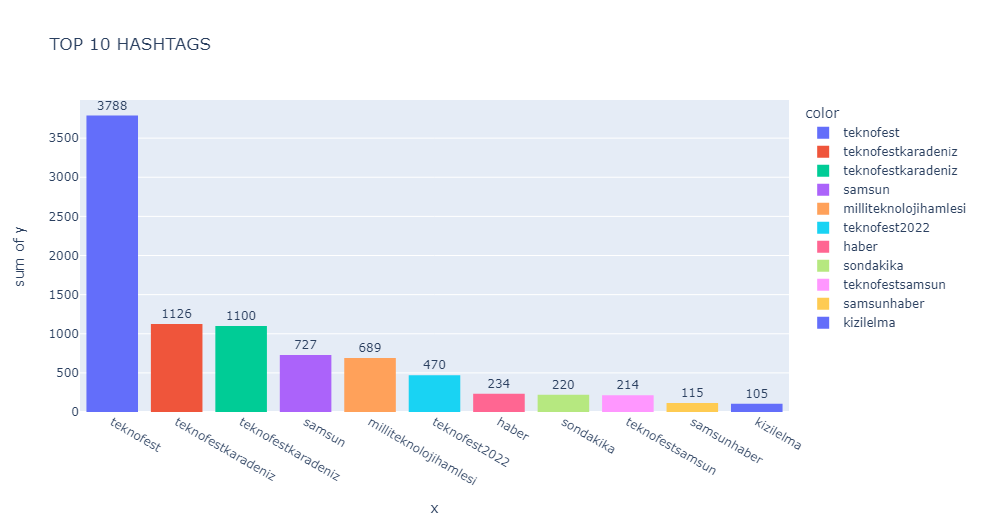 TOP 10 HASHTAGS
3788
1126
1100
727
689
470
234
220
214
115
105
sum of y
3500
3000
2500
2000
1500
1000
500
0
teknofest
teknofestkaradeniz
teknofestkaradeniz
samsun
milliteknolojihamlesi
teknofest2022
haber
sondakika
teknofestsamsun
samsunhaber
kizilelma
x
color
teknofest
teknofestkaradeniz
teknofestkaradeniz
samsun
milliteknolojihamlesi
teknofest2022
haber
sondakika
teknofestsamsun
samsunhaber
kizilelma